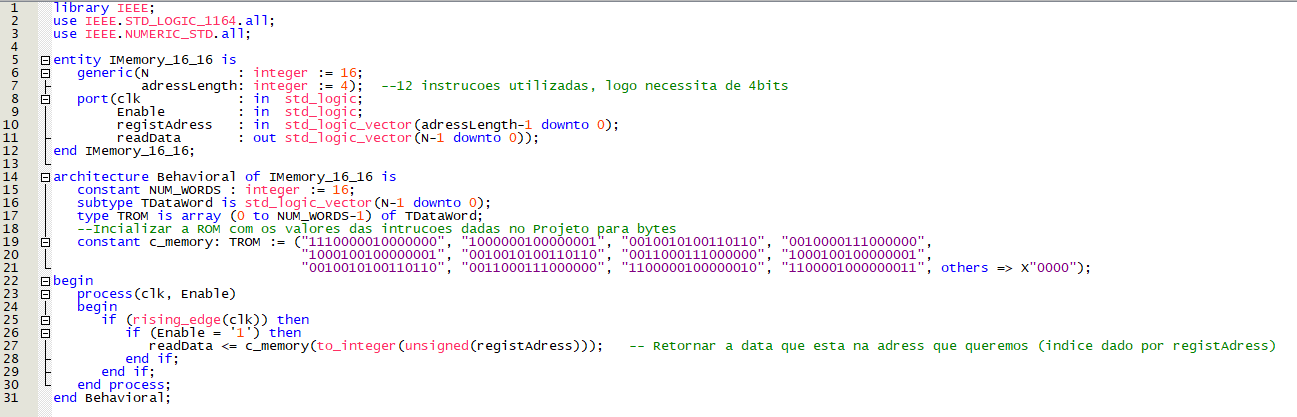 1 library IEEE;
2 use IEEE.STD_LOGIC_1164.all;
3 use IEEE.NUMERIC_STD.all;
4
5 entity IMemory_16_16 is
6 generic(N : integer := 16;
7 adressLength: integer := 4); --12 instrucoes utilizadas, logo necessita de 4bits
8 port(clk : in std_logic;
9 Enable : in std_logic;
10 registAdress : in std_logic_vector(adressLength-1 downto 0);
11 readData : out std_logic_vector(N-1 downto 0));
12 end IMemory_16_16;
13
14 architecture Behavioral of IMemory_16_16 is
15 constant NUM_WORDS : integer := 16;
16 subtype TDataWord is std_logic_vector(N-1 downto 0);
17 type TROM is array (0 to NUM_WORDS-1) of TDataWord;
18 --Incializar a ROM com os valores das intrucoes dadas no Projeto para bytes
19 constant c_memory: TROM := ("1110000010000000", "1000000100000001", "0010010100110110", "0010000111000000",
20 "1000100100000001", "0010010100110110", "0011000111000000", "1000100100000001",
21 "0010010100110110", "0011000111000000", "1100000100000010", "1100001000000011", others => X"0000");
22 begin
23 process(clk, Enable)
24 begin
25 if (rising_edge(clk)) then
26 if (Enable = '1') then
27 readData <= c_memory(to_integer(unsigned(registAdress))); -- Retornar a data que esta na adress que queremos (indice dado por registAdress)
28 end if;
29 end if;
30 end process;
31 end Behavioral;